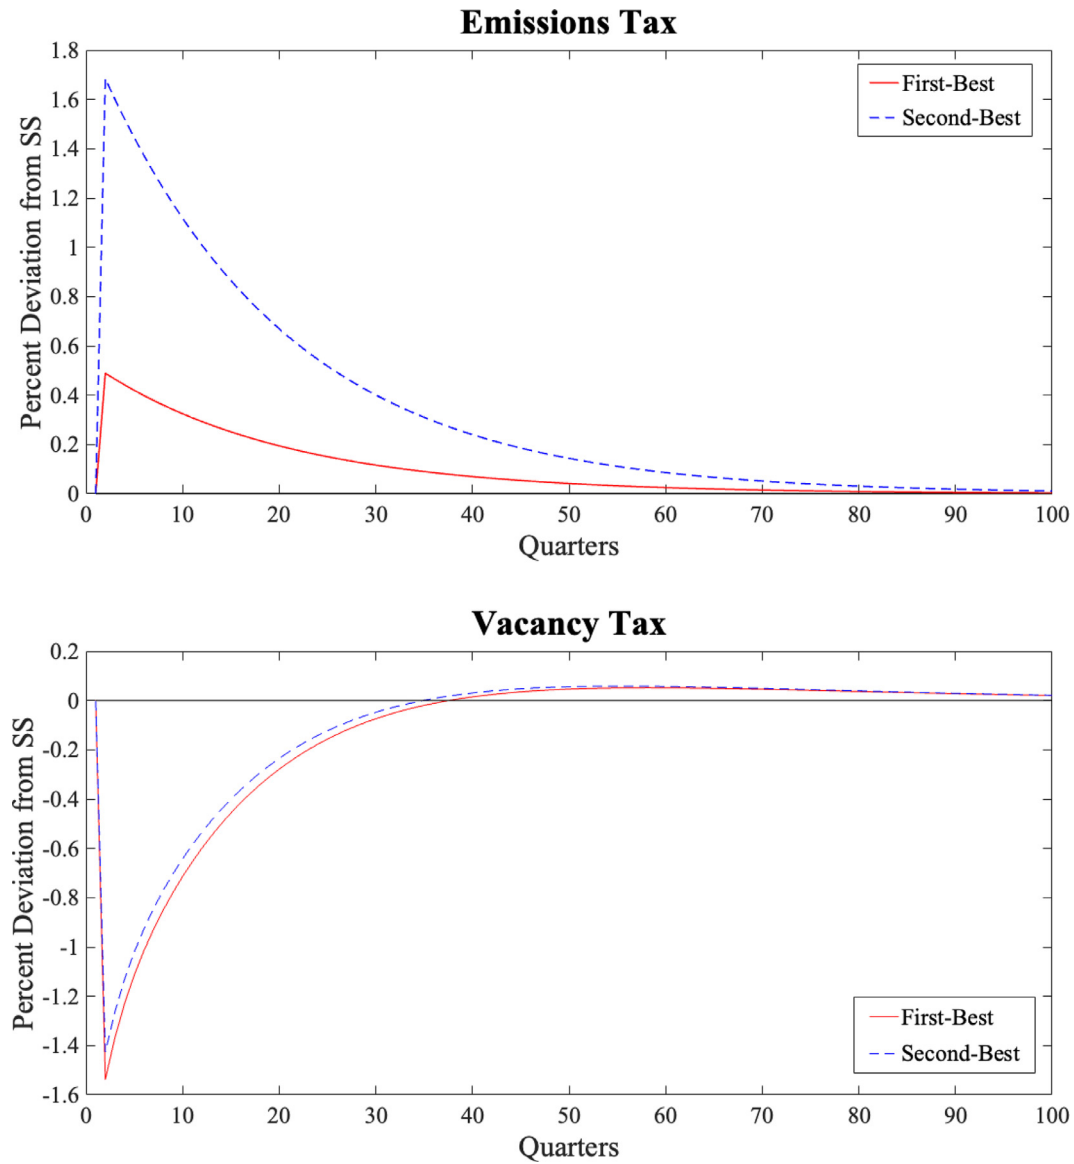 Emissions Tax
Percent Deviation from SS
1.8
1.6
1.4
1.2
1
0.8
0.6
0.4
0.2
0
First-Best
Second-Best
0 10 20 30 40 50 60 70 80 90 100
Quarters
Vacancy Tax
Percent Deviation from SS
0.2
0
-0.2
-0.4
-0.6
-0.8
-1
-1.2
-1.4
-1.6
First-Best
Second-Best
0 10 20 30 40 50 60 70 80 90 100
Quarters